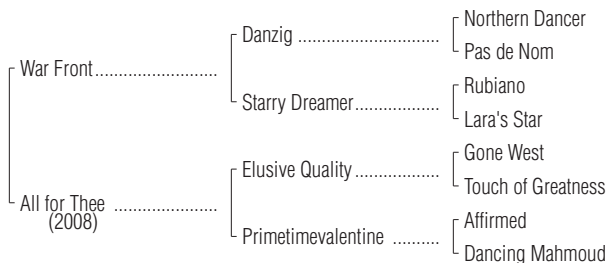 Northern Dancer
Danzig ..............................
Pas de Nom
War Front..........................
Rubiano
Starry Dreamer..................
Lara's Star
Gone West
Elusive Quality..................
Touch of Greatness
All for Thee ......................
(2008)
Affirmed
Primetimevalentine ..........
Dancing Mahmoud